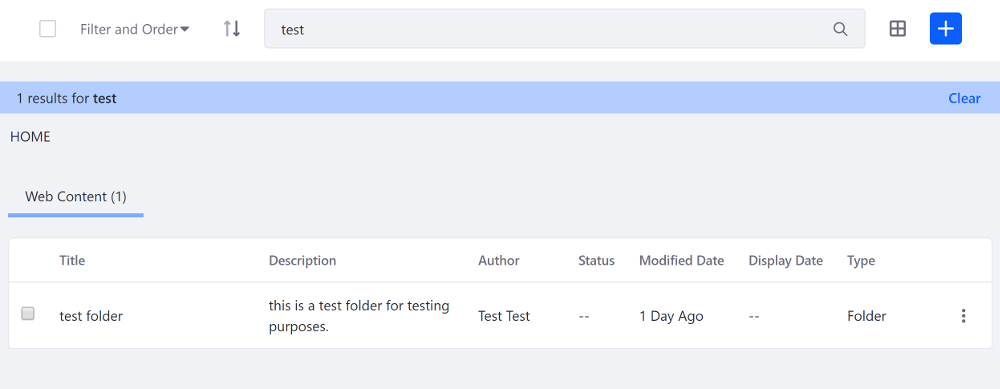 Filter and Order
test
1 results for test
Clear
HOME
Web Content (1)
Title Description Author Status Modified Date Display Date Type
test folder this is a test folder for testing purposes. Test Test -- 1 Day Ago -- Folder